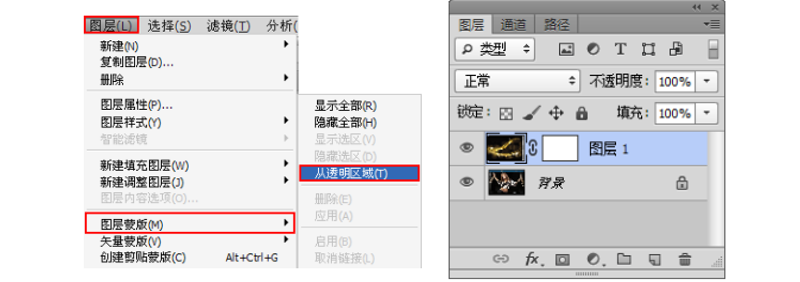 图层(L) 选择(S) 滤镜(T) 分析(
新建(N)
复制图层(D)...
删除
图层属性(P)...
图层样式(Y)
智能滤镜
新建填充图层(W)
新建调整图层(J)
图层内容选项(O)...
图层蒙版(M)
矢量蒙版(V)
创建剪贴蒙版(C) Alt+Ctrl+G
显示全部(R)
隐藏全部(H)
显示选区(V)
隐藏选区(D)
从透明区域(T)
删除(E)
应用(A)
启用(B)
取消链接(L)
图层 通道 路径
类型
正常 不透明度: 100%
锁定: 填充: 100%
图层 1
背景
fx